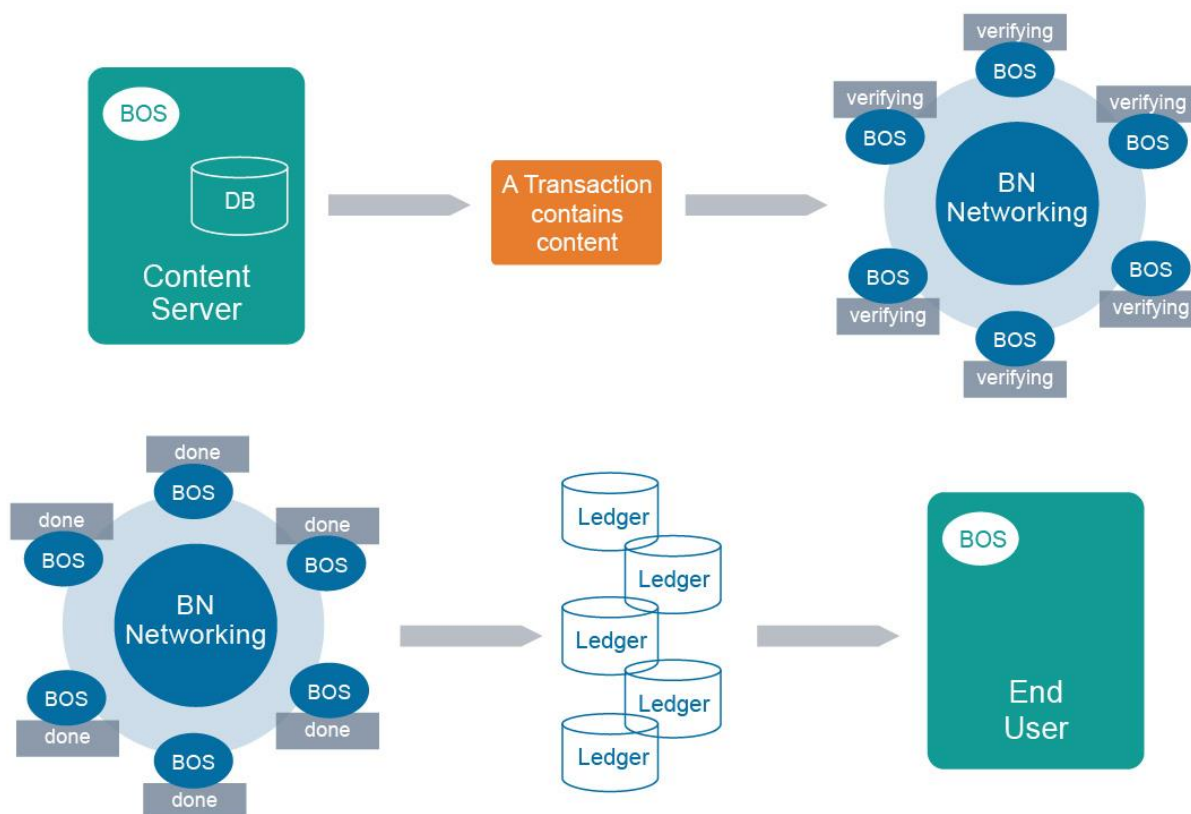 BOS
DB
Content
Server
A Transaction
contains
content
verifying
BOS
verifying
BOS
verifying
BOS
BN
Networking
BOS
verifying
BOS
verifying
BOS
verifying
done
BOS
done
BOS
done
BOS
BN
Networking
BOS
done
BOS
done
BOS
done
Ledger
Ledger
Ledger
Ledger
Ledger
BOS
End
User